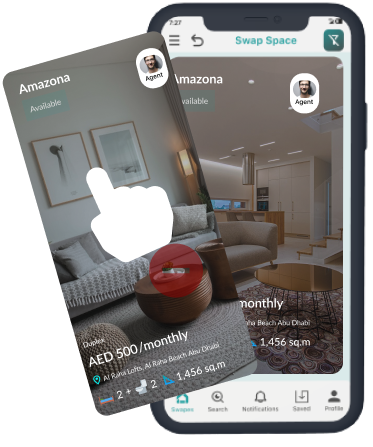 7:27
Swap Space
Amazona
Available
Agent
Duplex
AED 500/monthly
Al Raha Lofts, Al Raha Beach Abu Dhabi
2 + 2 1,456 sq.m
Amazona
vailable
Agent
monthly
aha Beach Abu Dhabi
1,456 sq.m
Swapes
Search
Notifications
Saved
Profile